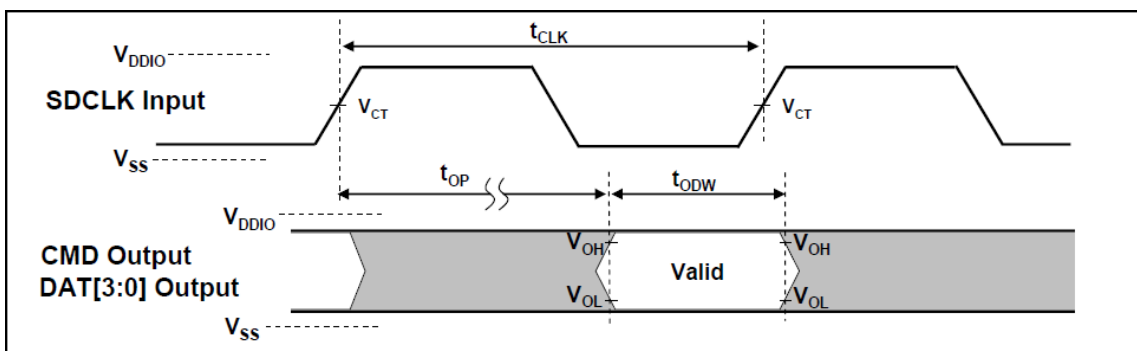 tCLK
VDDIO
SDCLK Input
VCT
VCT
VSS
tOP
tODW
VDDIO
CMD Output
DAT[3:0] Output
VOH
VOH
Valid
VOL
VOL
VSS